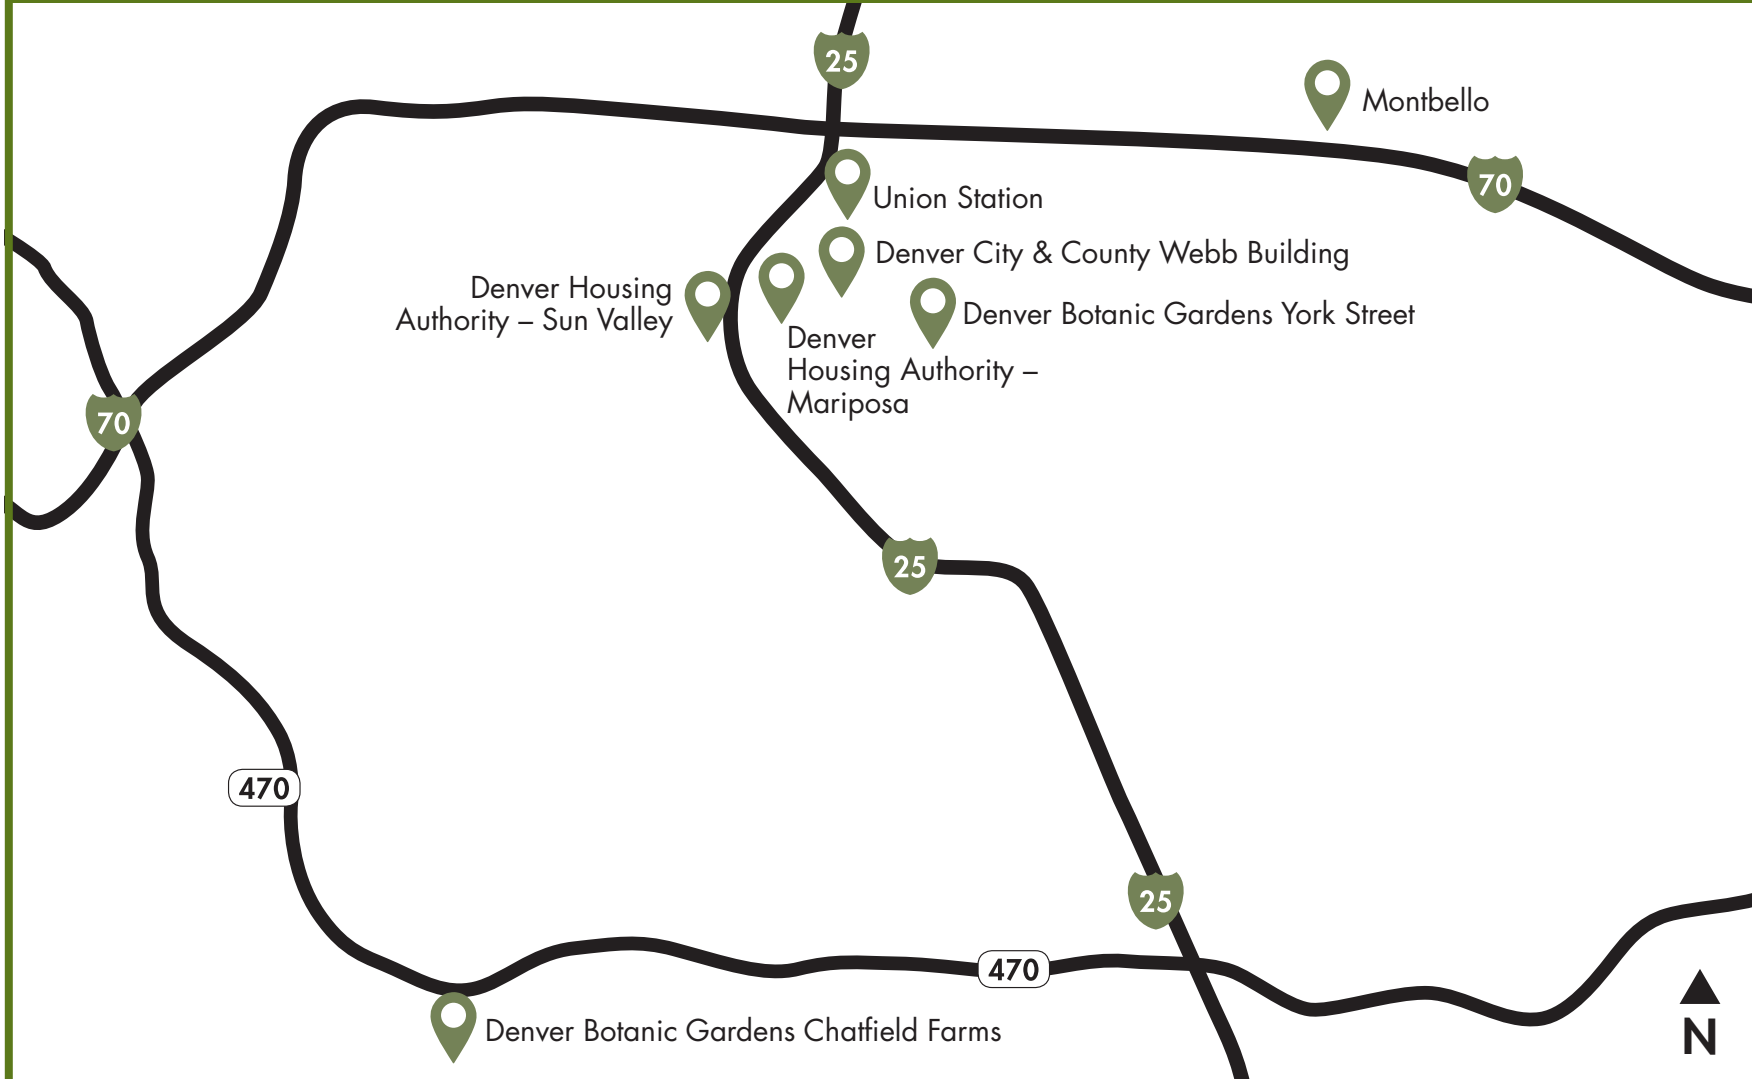 25
Montbello
70
Union Station
Denver City & County Webb Building
Denver Housing
Authority – Sun Valley
Denver Botanic Gardens York Street
Denver
Housing Authority –
Mariposa
70
25
470
25
470
Denver Botanic Gardens Chatfield Farms
N